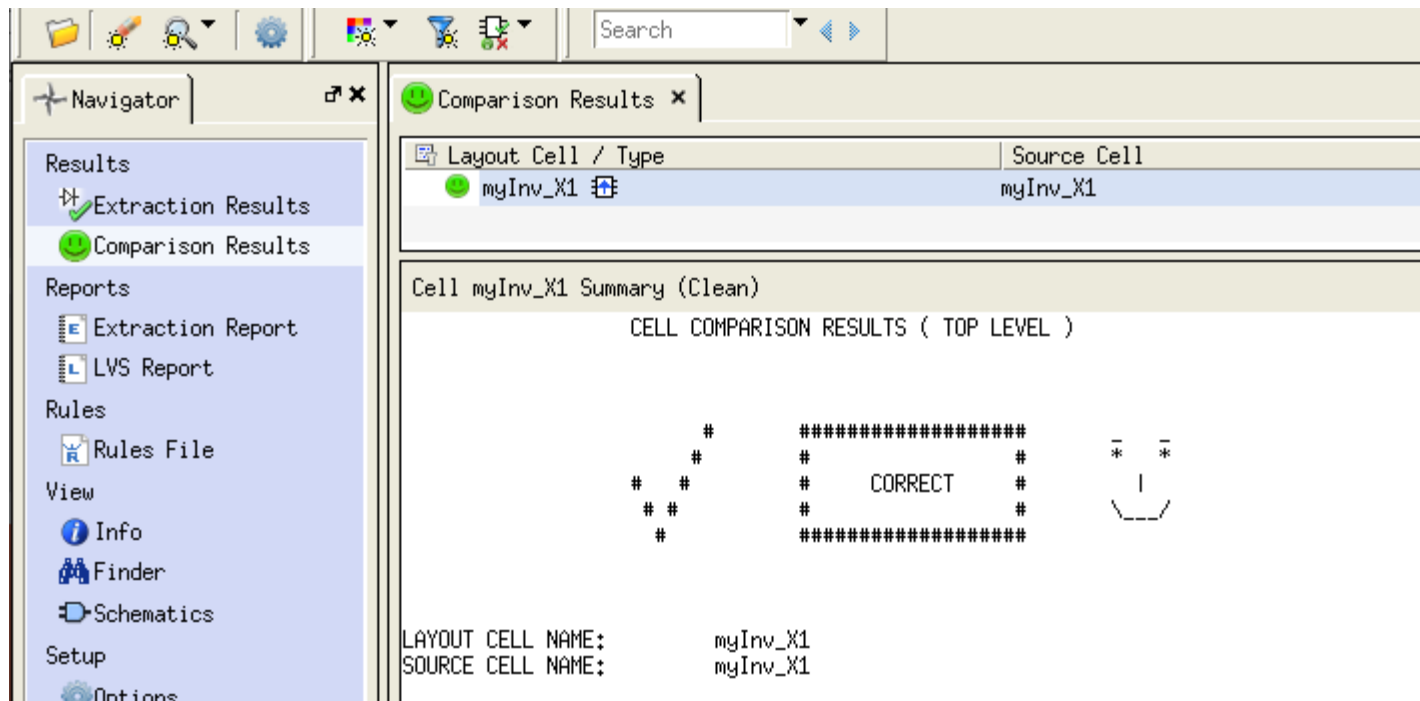 Search
Navigator
Results
Extraction Results
Comparison Results
Reports
Extraction Report
LVS Report
Rules
Rules File
View
Info
Finder
Schematics
Setup
Options
Comparison Results
Layout Cell / Type Source Cell
myInv_X1 myInv_X1
Cell myInv_X1 Summary (Clean)
CELL COMPARISON RESULTS ( TOP LEVEL )
# ################### _ _
# # # * *
# # # CORRECT # |
# # # # \___/
# ###################
LAYOUT CELL NAME: myInv_X1
SOURCE CELL NAME: myInv_X1